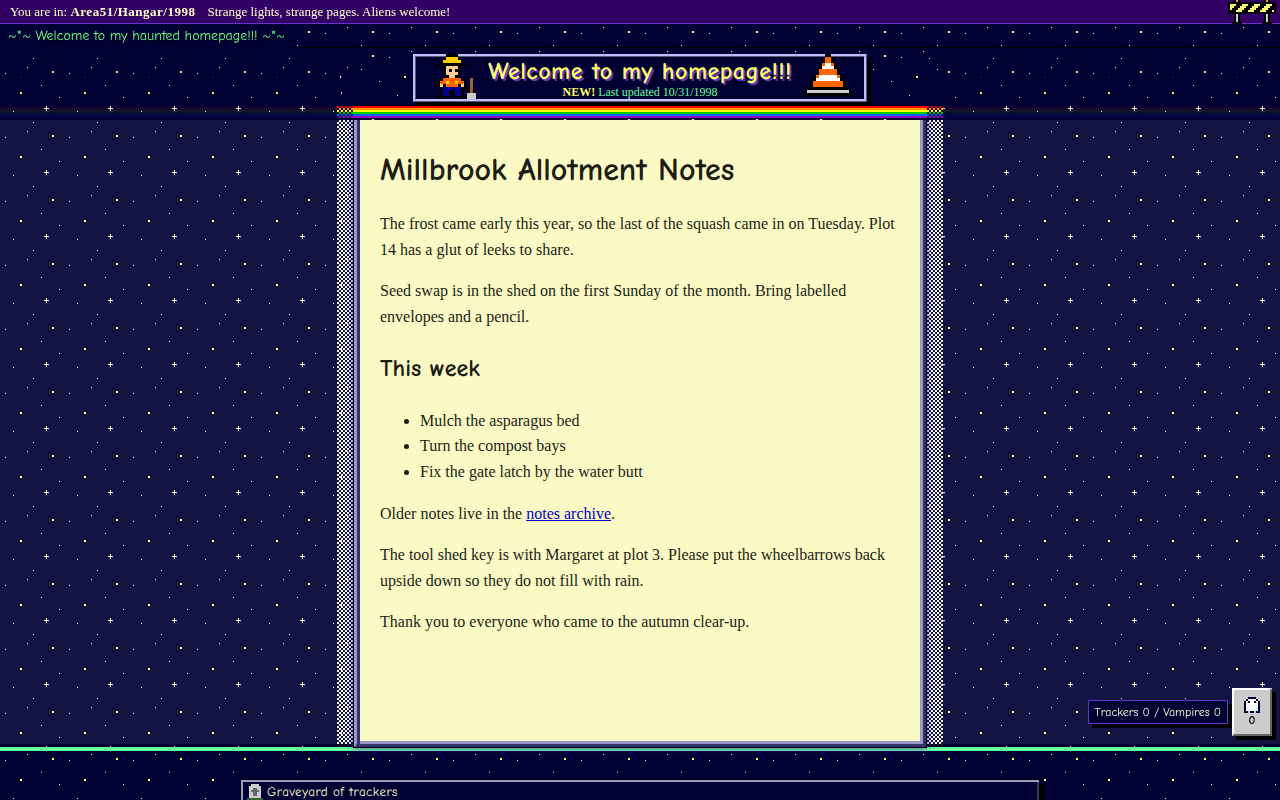 You are in: Area51/Hangar/1998 Strange lights, strange pages. Aliens welcome!
~*~ Welcome to my haunted homepage!!! ~*~
Welcome to my homepage!!!
NEW! Last updated 10/31/1998
Millbrook Allotment Notes
The frost came early this year, so the last of the squash came in on Tuesday. Plot
14 has a glut of leeks to share.
Seed swap is in the shed on the first Sunday of the month. Bring labelled
envelopes and a pencil.
This week
• Mulch the asparagus bed
• Turn the compost bays
• Fix the gate latch by the water butt
Older notes live in the notes archive.
The tool shed key is with Margaret at plot 3. Please put the wheelbarrows back
upside down so they do not fill with rain.
Thank you to everyone who came to the autumn clear-up.
Trackers 0 / Vampires 0
0
Graveyard of trackers